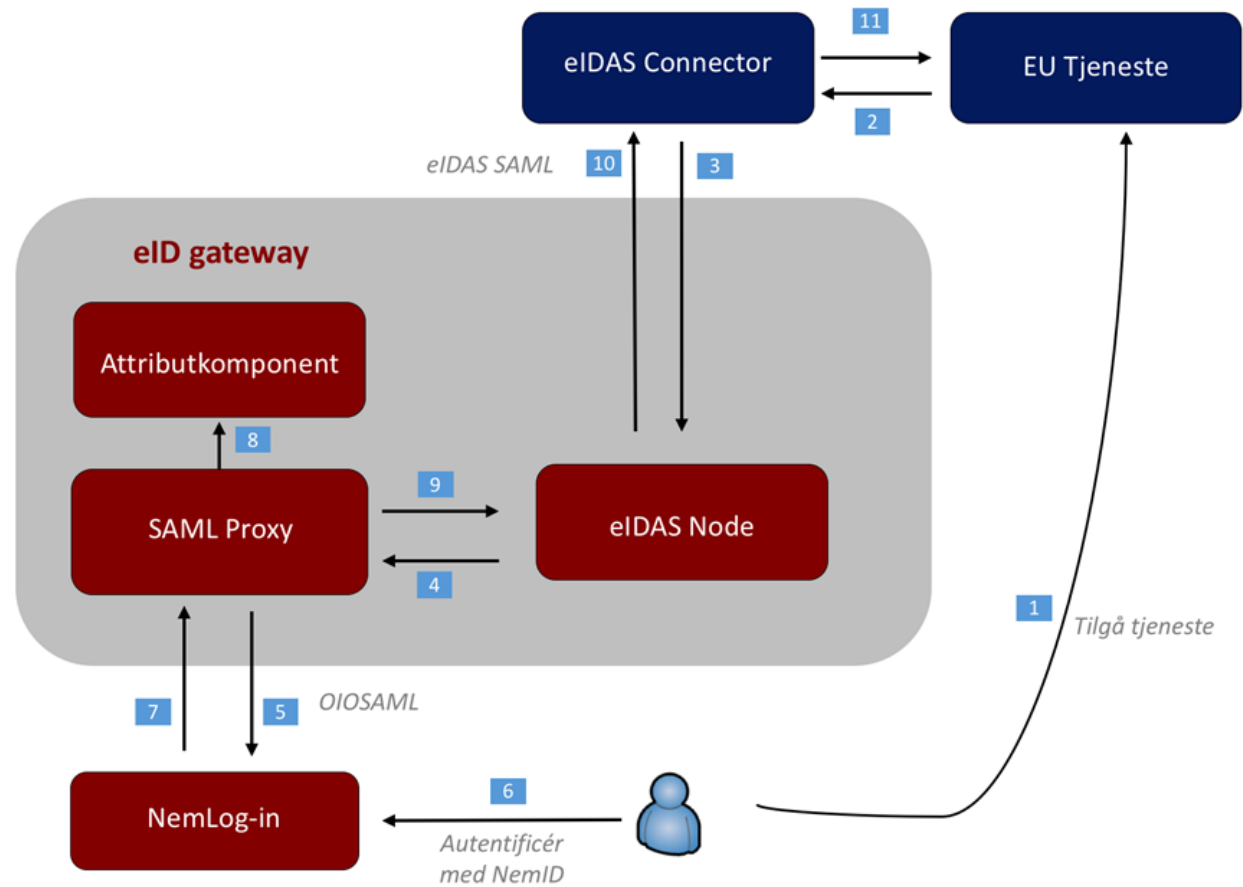 11
eIDAS Connector
EU Tjeneste
2
eIDAS SAML
10
3
eID gateway
Attributkomponent
8
9
SAML Proxy
eIDAS Node
4
1
Tilgå tjeneste
7
5
OIOSAML
6
NemLog-in
Autentificér
med NemID